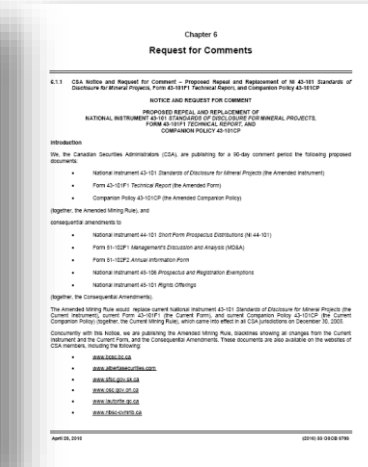 Chapter 6
Request for Comments
6.1.1 CSA Notice and Request for Comment – Proposed Repeal and Replacement of NI 43-101 Standards of
Disclosure for Mineral Projects, Form 43-101F1 Technical Report, and Companion Policy 43-101CP
NOTICE AND REQUEST FOR COMMENT
PROPOSED REPEAL AND REPLACEMENT OF
NATIONAL INSTRUMENT 43-101 STANDARDS OF DISCLOSURE FOR MINERAL PROJECTS,
FORM 43-101F1 TECHNICAL REPORT, AND
COMPANION POLICY 43-101CP
Introduction
We, the Canadian Securities Administrators (CSA), are publishing for a 90-day comment period the following proposed
documents:
• National Instrument 43-101 Standards of Disclosure for Mineral Projects (the Amended Instrument)
• Form 43-101F1 Technical Report (the Amended Form)
• Companion Policy 43-101CP (the Amended Companion Policy)
(together, the Amended Mining Rule), and
consequential amendments to
• National Instrument 44-101 Short Form Prospectus Distributions (NI 44-101)
• Form 51-102F1 Management's Discussion and Analysis (MD&A)
• Form 51-102F2 Annual Information Form
• National Instrument 45-106 Prospectus and Registration Exemptions
• National Instrument 45-101 Rights Offerings
(together, the Consequential Amendments).
The Amended Mining Rule would replace current National Instrument 43-101 Standards of Disclosure for Mineral Projects (the
Current Instrument), current Form 43-101F1 (the Current Form), and current Companion Policy 43-101CP (the Current
Companion Policy) (together, the Current Mining Rule), which came into effect in all CSA jurisdictions on December 30, 2005.
Concurrently with this Notice, we are publishing the Amended Mining Rule, blacklines showing all changes from the Current
Instrument and the Current Form, and the Consequential Amendments. These documents are also available on the websites of
CSA members, including the following:
• www.bcsc.bc.ca
• www.albertasecurities.com
• www.sfsc.gov.sk.ca
• www.osc.gov.on.ca
• www.lautorite.qc.ca
• www.nbsc-cvmnb.ca
April 23, 2010 (2010) 33 OSCB